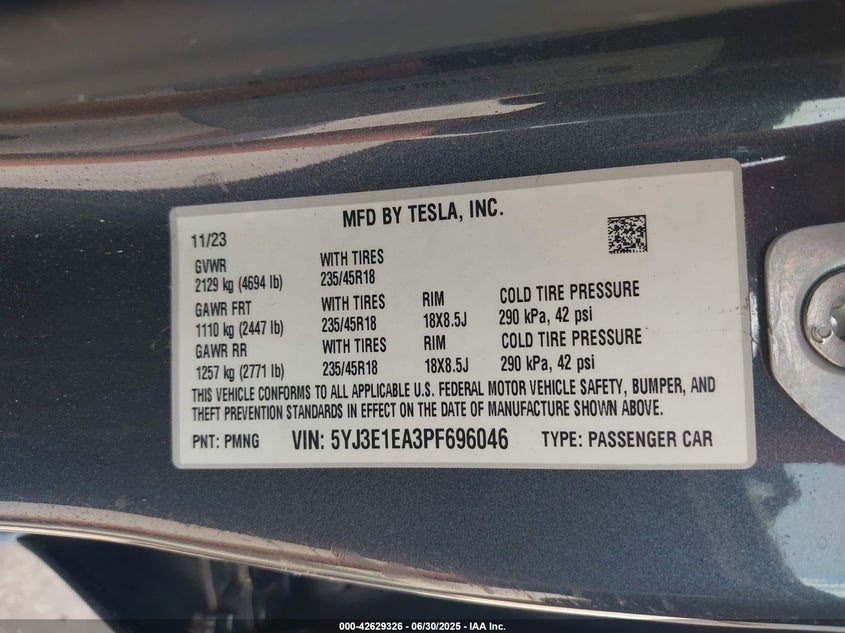 MFD BY TESLA, INC.
11/23
GVWR WITH TIRES
2129 kg (4694 lb) 235/45R18
GAWR FRT WITH TIRES RIM COLD TIRE PRESSURE
1110 kg (2447 lb) 235/45R18 18X8.5J 290 kPa, 42 psi
GAWR RR WITH TIRES RIM COLD TIRE PRESSURE
1257 kg (2771 lb) 235/45R18 18X8.5J 290 kPa, 42 psi
THIS VEHICLE CONFORMS TO ALL APPLICABLE U.S. FEDERAL MOTOR VEHICLE SAFETY, BUMPER, AND
THEFT PREVENTION STANDARDS IN EFFECT ON THE DATE OF MANUFACTURE SHOWN ABOVE.
PNT: PMNG VIN: 5YJ3E1EA3PF696046 TYPE: PASSENGER CAR
000-42629326 - 06/30/2025 - IAA Inc.